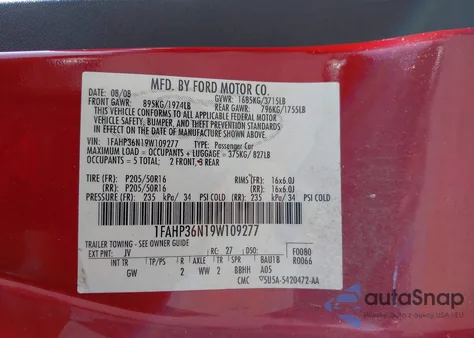 MFD. BY FORD MOTOR CO.
DATE: 08/08 GVWR: 1685KG/3715LB
FRONT GAWR: 895KG/1974LB REAR GAWR: 796KG/1755LB
THIS VEHICLE CONFORMS TO ALL APPLICABLE FEDERAL MOTOR
VEHICLE SAFETY, BUMPER, AND THEFT PREVENTION STANDARDS
IN EFFECT ON THE DATE OF MANUFACTURE SHOWN ABOVE.
VIN: 1FAHP36N19W109277 TYPE: Passenger Car
MAXIMUM LOAD = OCCUPANTS + LUGGAGE = 375KG/827LB
OCCUPANTS = 5 TOTAL: 2 FRONT, 3 REAR
TIRES(FR): P205/50R16 RIMS(FR): 16x6.0J
(RR): P205/50R16 (RR): 16x6.0J
PRESSURE(FR): 235 kPa/ 34 PSI COLD (RR): 235 kPa/ 34 PSI COLD
1FAHP36N19W109277
TRAILER TOWING - SEE OWNER GUIDE
EXT PNT: JV RC: 27 DSO: F0080
INT TR TP/PS R AXLE TR SPR BAU1B R0066
GW 2 WW 2 BBHH A05
CMC 5U5A-5420472-AA
autoSnap